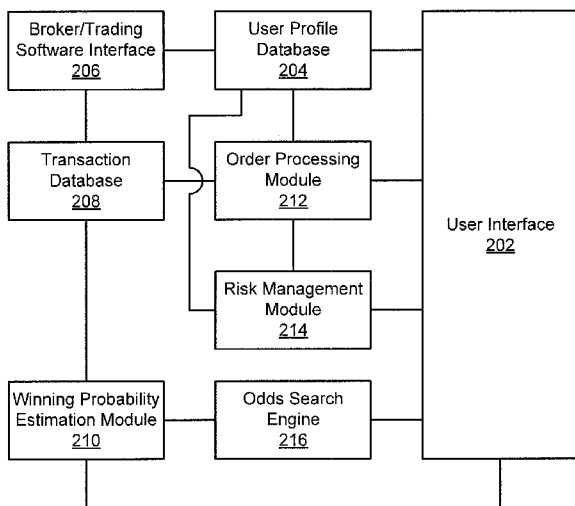 Broker/Trading
Software Interface
206
User Profile
Database
204
Transaction
Database
208
Order Processing
Module
212
User Interface
202
Risk Management
Module
214
Winning Probability
Estimation Module
210
Odds Search
Engine
216